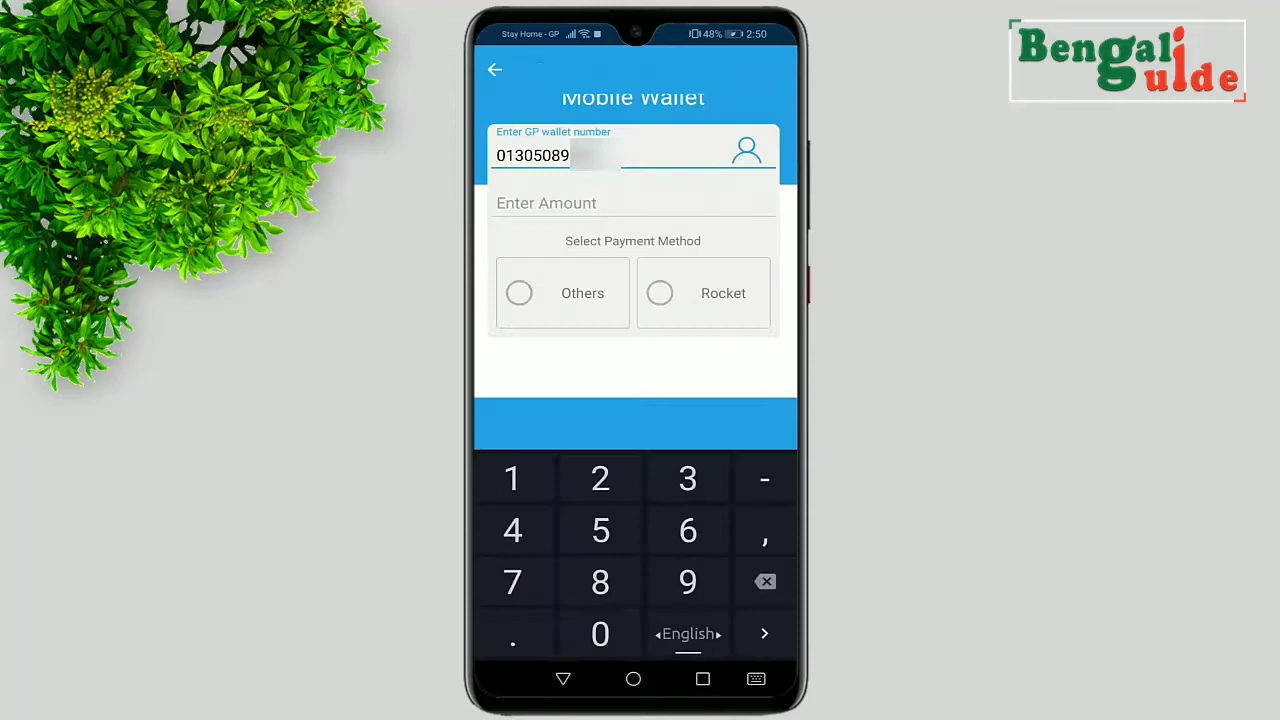 Stay Home - GP
48% 2:50
Bengali
Guide
Mobile Wallet
Enter GP wallet number
01305089
Enter Amount
Select Payment Method
Others
Rocket
1 2 3 -
4 5 6 ,
7 8 9
. 0 English